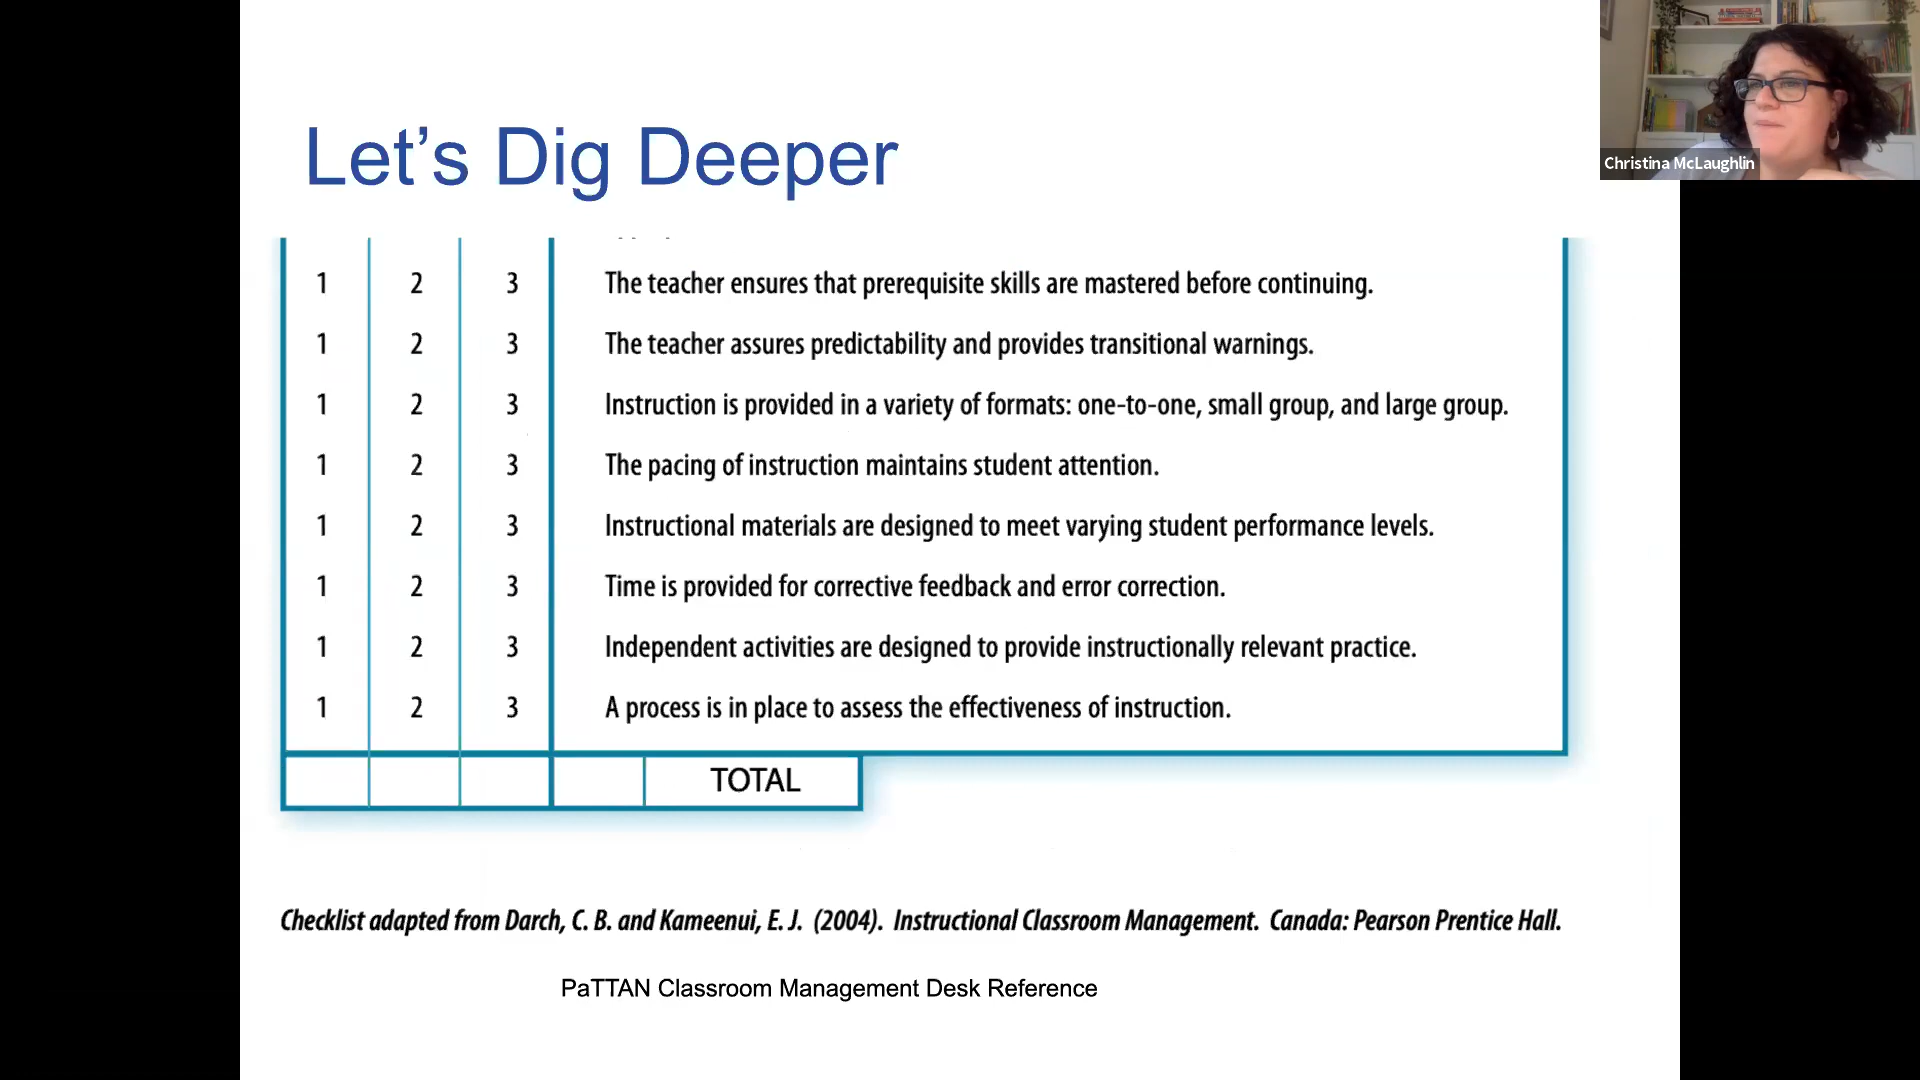 Let's Dig Deeper
Christina McLaughlin
1 2 3 The teacher ensures that prerequisite skills are mastered before continuing.
1 2 3 The teacher assures predictability and provides transitional warnings.
1 2 3 Instruction is provided in a variety of formats: one-to-one, small group, and large group.
1 2 3 The pacing of instruction maintains student attention.
1 2 3 Instructional materials are designed to meet varying student performance levels.
1 2 3 Time is provided for corrective feedback and error correction.
1 2 3 Independent activities are designed to provide instructionally relevant practice.
1 2 3 A process is in place to assess the effectiveness of instruction.
TOTAL
Checklist adapted from Darch, C. B. and Kameenui, E. J. (2004). Instructional Classroom Management. Canada: Pearson Prentice Hall.
PaTTAN Classroom Management Desk Reference